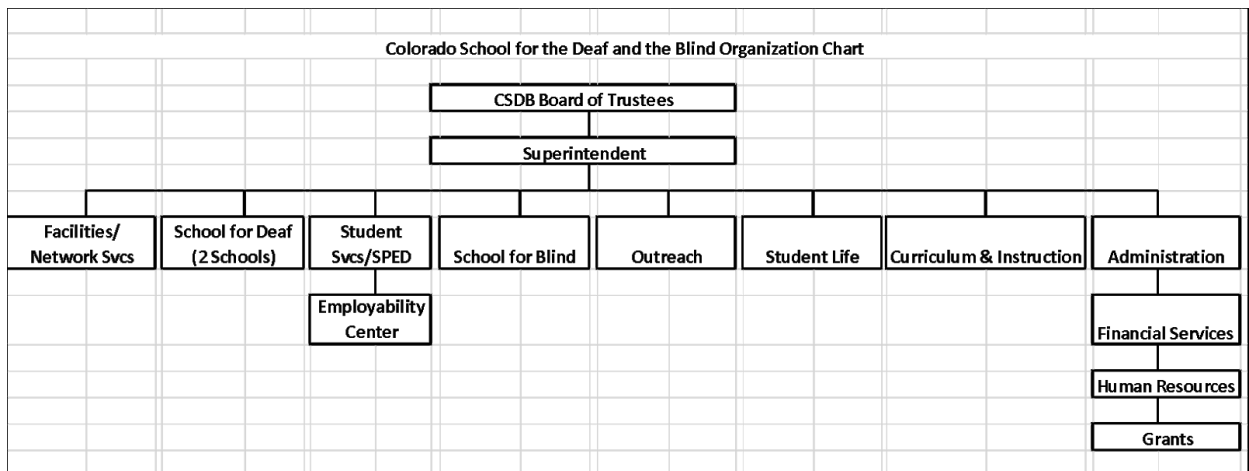 Colorado School for the Deaf and the Blind Organization Chart
CSDB Board of Trustees
Superintendent
Facilities/
Network Svcs
School for Deaf
(2 Schools)
Student
Svcs/SPED
School for Blind
Outreach
Student Life
Curriculum & Instruction
Administration
Employability
Center
Financial Services
Human Resources
Grants